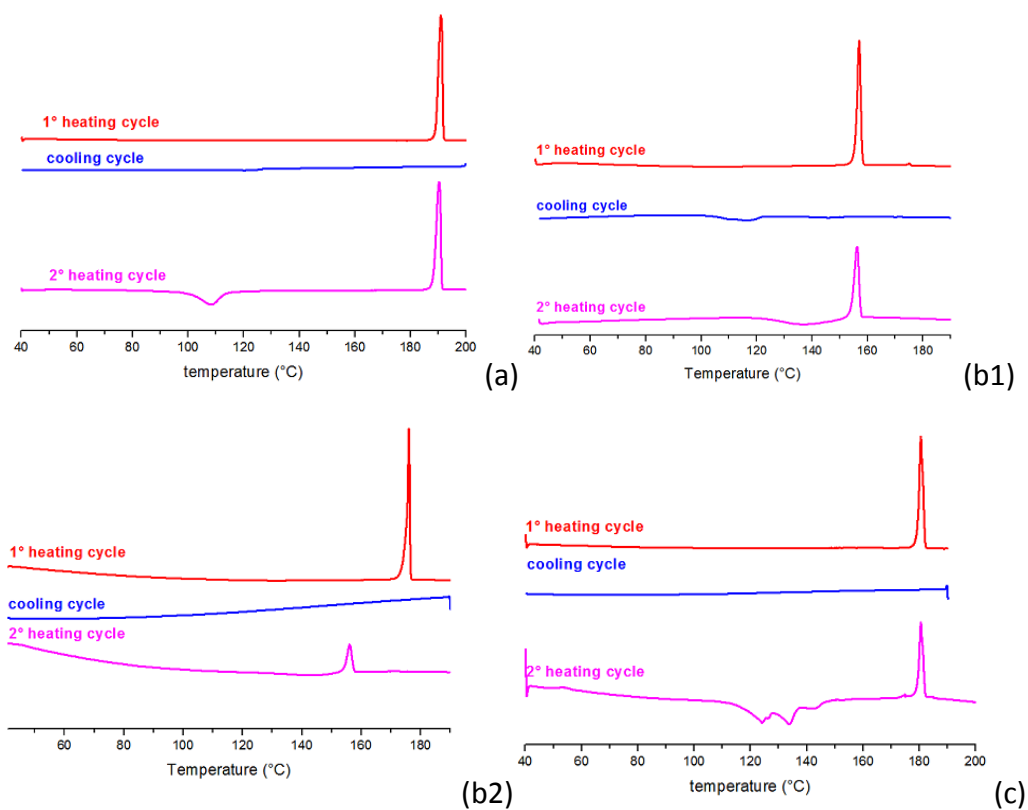 1° heating cycle
cooling cycle
2° heating cycle
40 60 80 100 120 140 160 180 200
temperature (°C)
(a)
1° heating cycle
cooling cycle
2° heating cycle
40 60 80 100 120 140 160 180
Temperature (°C)
(b1)
1° heating cycle
cooling cycle
2° heating cycle
60 80 100 120 140 160 180
Temperature (°C)
(b2)
1° heating cycle
cooling cycle
2° heating cycle
40 60 80 100 120 140 160 180 200
temperature (°C)
(c)